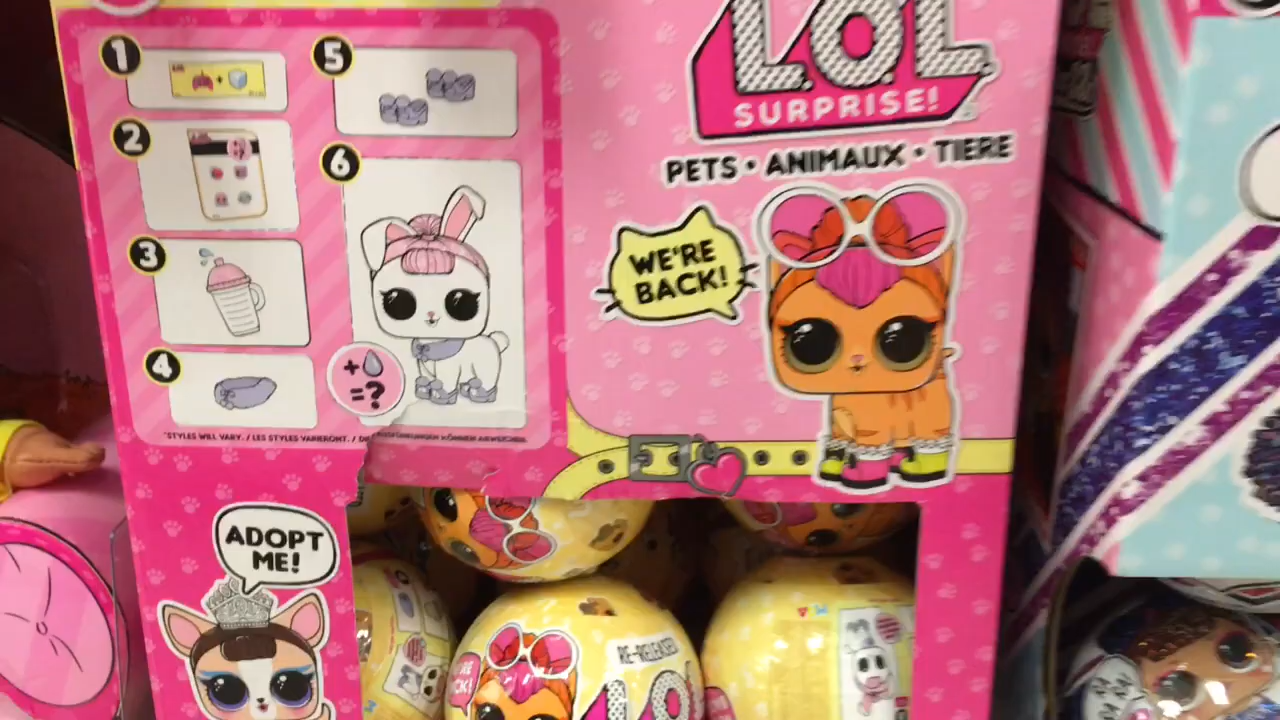 1
5
2
6
3
4
+
=?
*STYLES WILL VARY. / LES STYLES VARIERONT. /
L.O.L.
SURPRISE!
PETS • ANIMAUX • TIERE
WE'RE
BACK!
ADOPT
ME!
RE-RELEASED